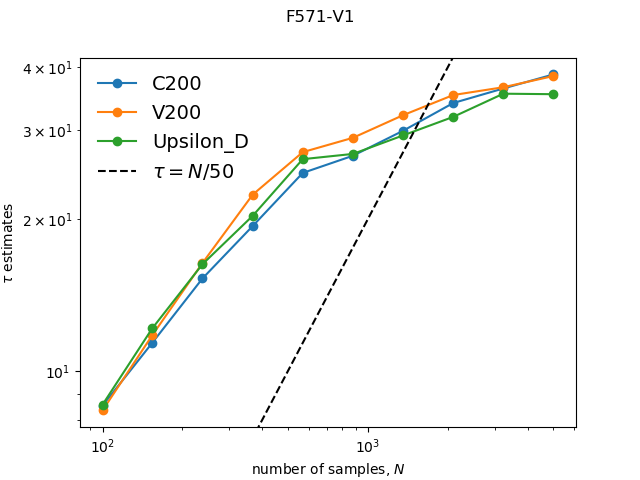 F571-V1
C200
V200
Upsilon_D
τ = N/50
4 × 10¹
3 × 10¹
2 × 10¹
10¹
τ estimates
10² 10³
number of samples, N